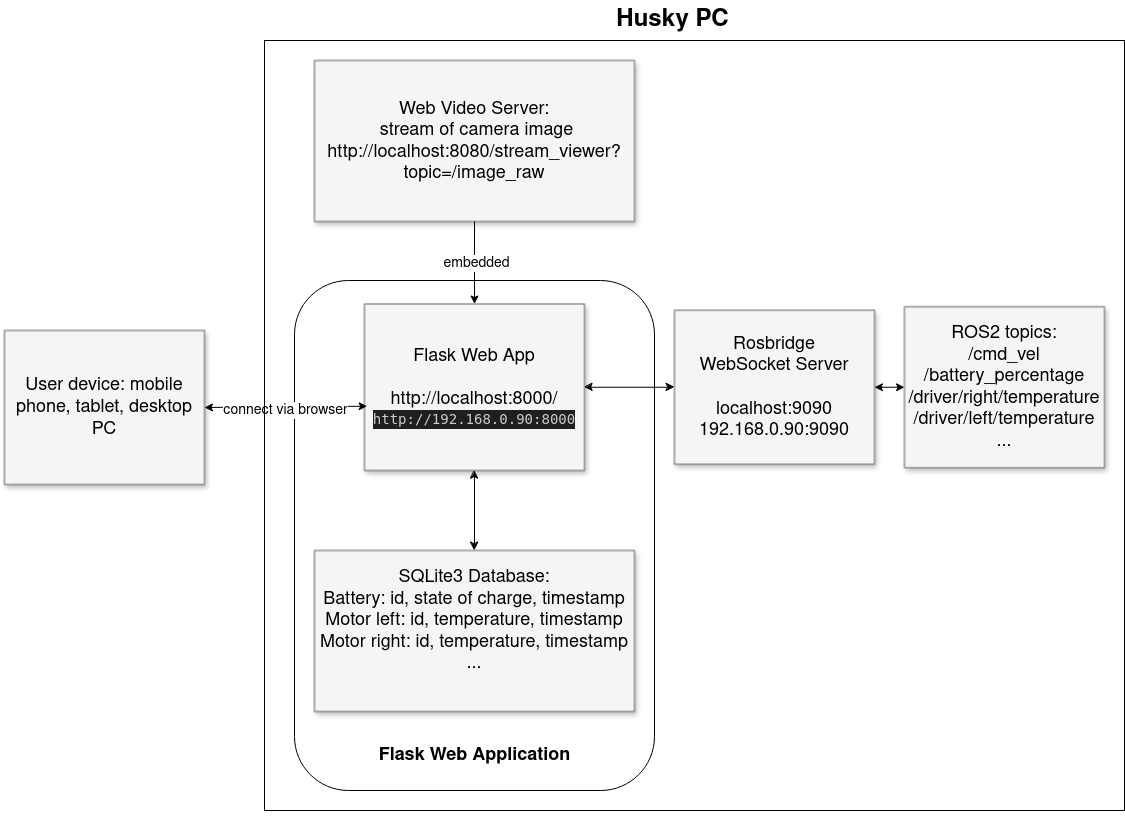 Husky PC
Web Video Server:
stream of camera image
http://localhost:8080/stream_viewer?
topic=/image_raw
embedded
Flask Web App
http://localhost:8000/
http://192.168.0.90:8000
Rosbridge
WebSocket Server
localhost:9090
192.168.0.90:9090
ROS2 topics:
/cmd_vel
/battery_percentage
/driver/right/temperature
/driver/left/temperature
...
User device: mobile
phone, tablet, desktop
PC
connect via browser
SQLite3 Database:
Battery: id, state of charge, timestamp
Motor left: id, temperature, timestamp
Motor right: id, temperature, timestamp
...
Flask Web Application